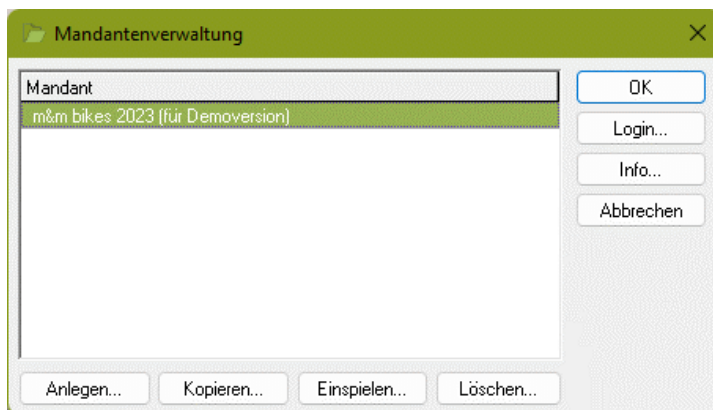 Mandantenverwaltung
Mandant
m&m bikes 2023 (für Demoversion)
OK
Login...
Info...
Abbrechen
Anlegen...
Kopieren...
Einspielen...
Löschen...